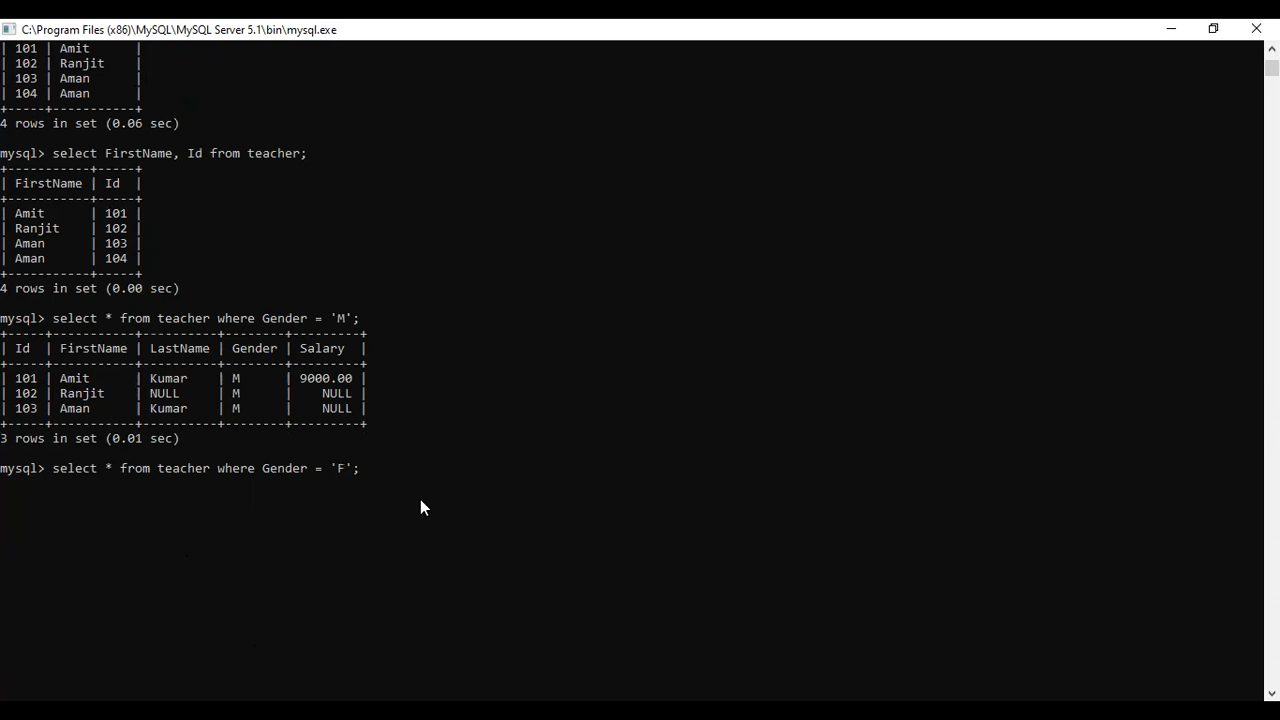 C:\Program Files (x86)\MySQL\MySQL Server 5.1\bin\mysql.exe
| 101 | Amit      |
| 102 | Ranjit    |
| 103 | Aman      |
| 104 | Aman      |
+-----+-----------+
4 rows in set (0.06 sec)
mysql> select FirstName, Id from teacher;
+-----------+-----+
| FirstName | Id  |
+-----------+-----+
| Amit      | 101 |
| Ranjit    | 102 |
| Aman      | 103 |
| Aman      | 104 |
+-----------+-----+
4 rows in set (0.00 sec)
mysql> select * from teacher where Gender = 'M';
+-----+-----------+----------+--------+---------+
| Id  | FirstName | LastName | Gender | Salary  |
+-----+-----------+----------+--------+---------+
| 101 | Amit      | Kumar    | M      | 9000.00 |
| 102 | Ranjit    | NULL     | M      |    NULL |
| 103 | Aman      | Kumar    | M      |    NULL |
+-----+-----------+----------+--------+---------+
3 rows in set (0.01 sec)
mysql> select * from teacher where Gender = 'F';